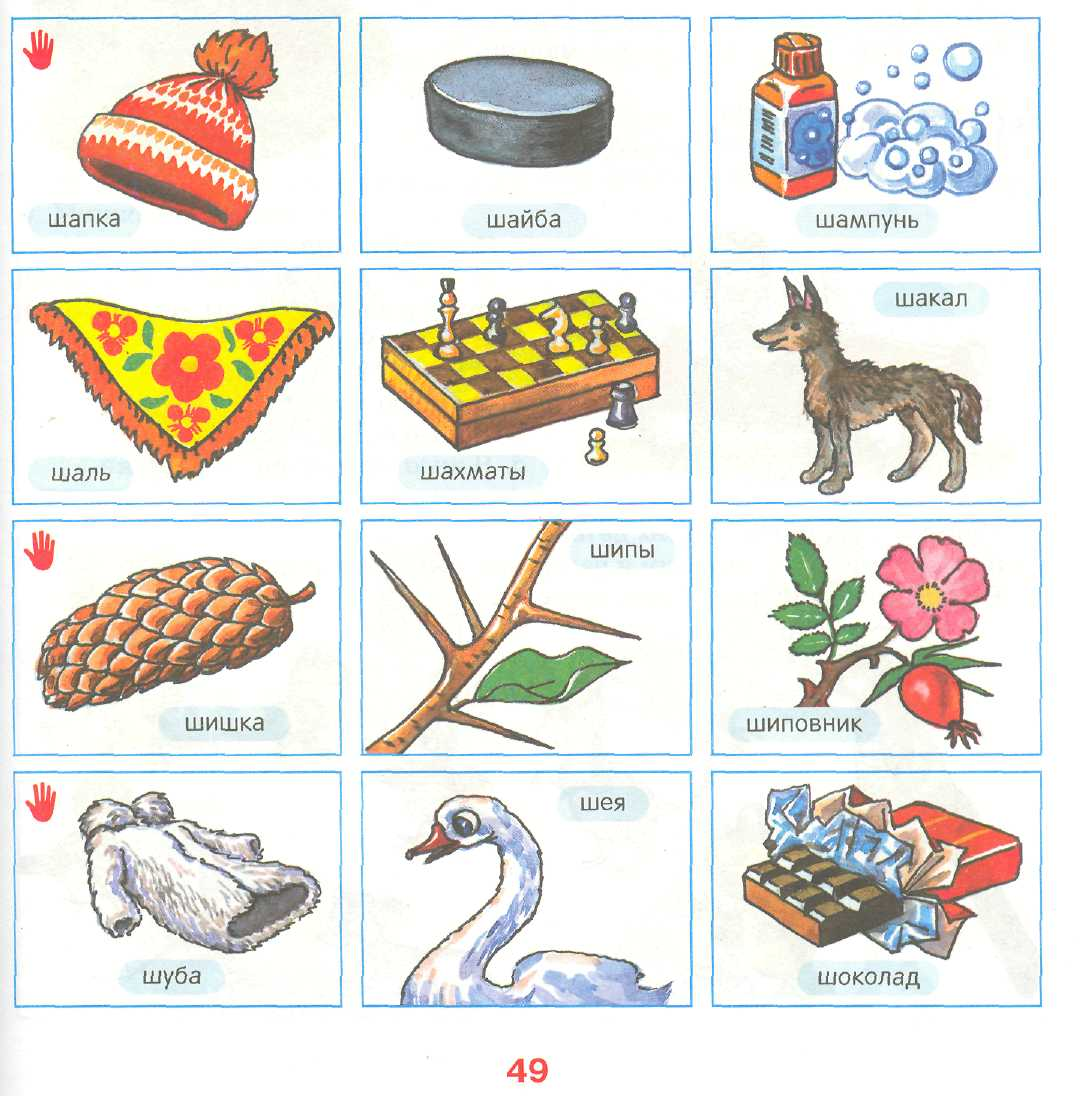 шапка
шайба
шампунь
шаль
шахматы
шакал
шишка
шипы
шиповник
шуба
шея
шоколад
49